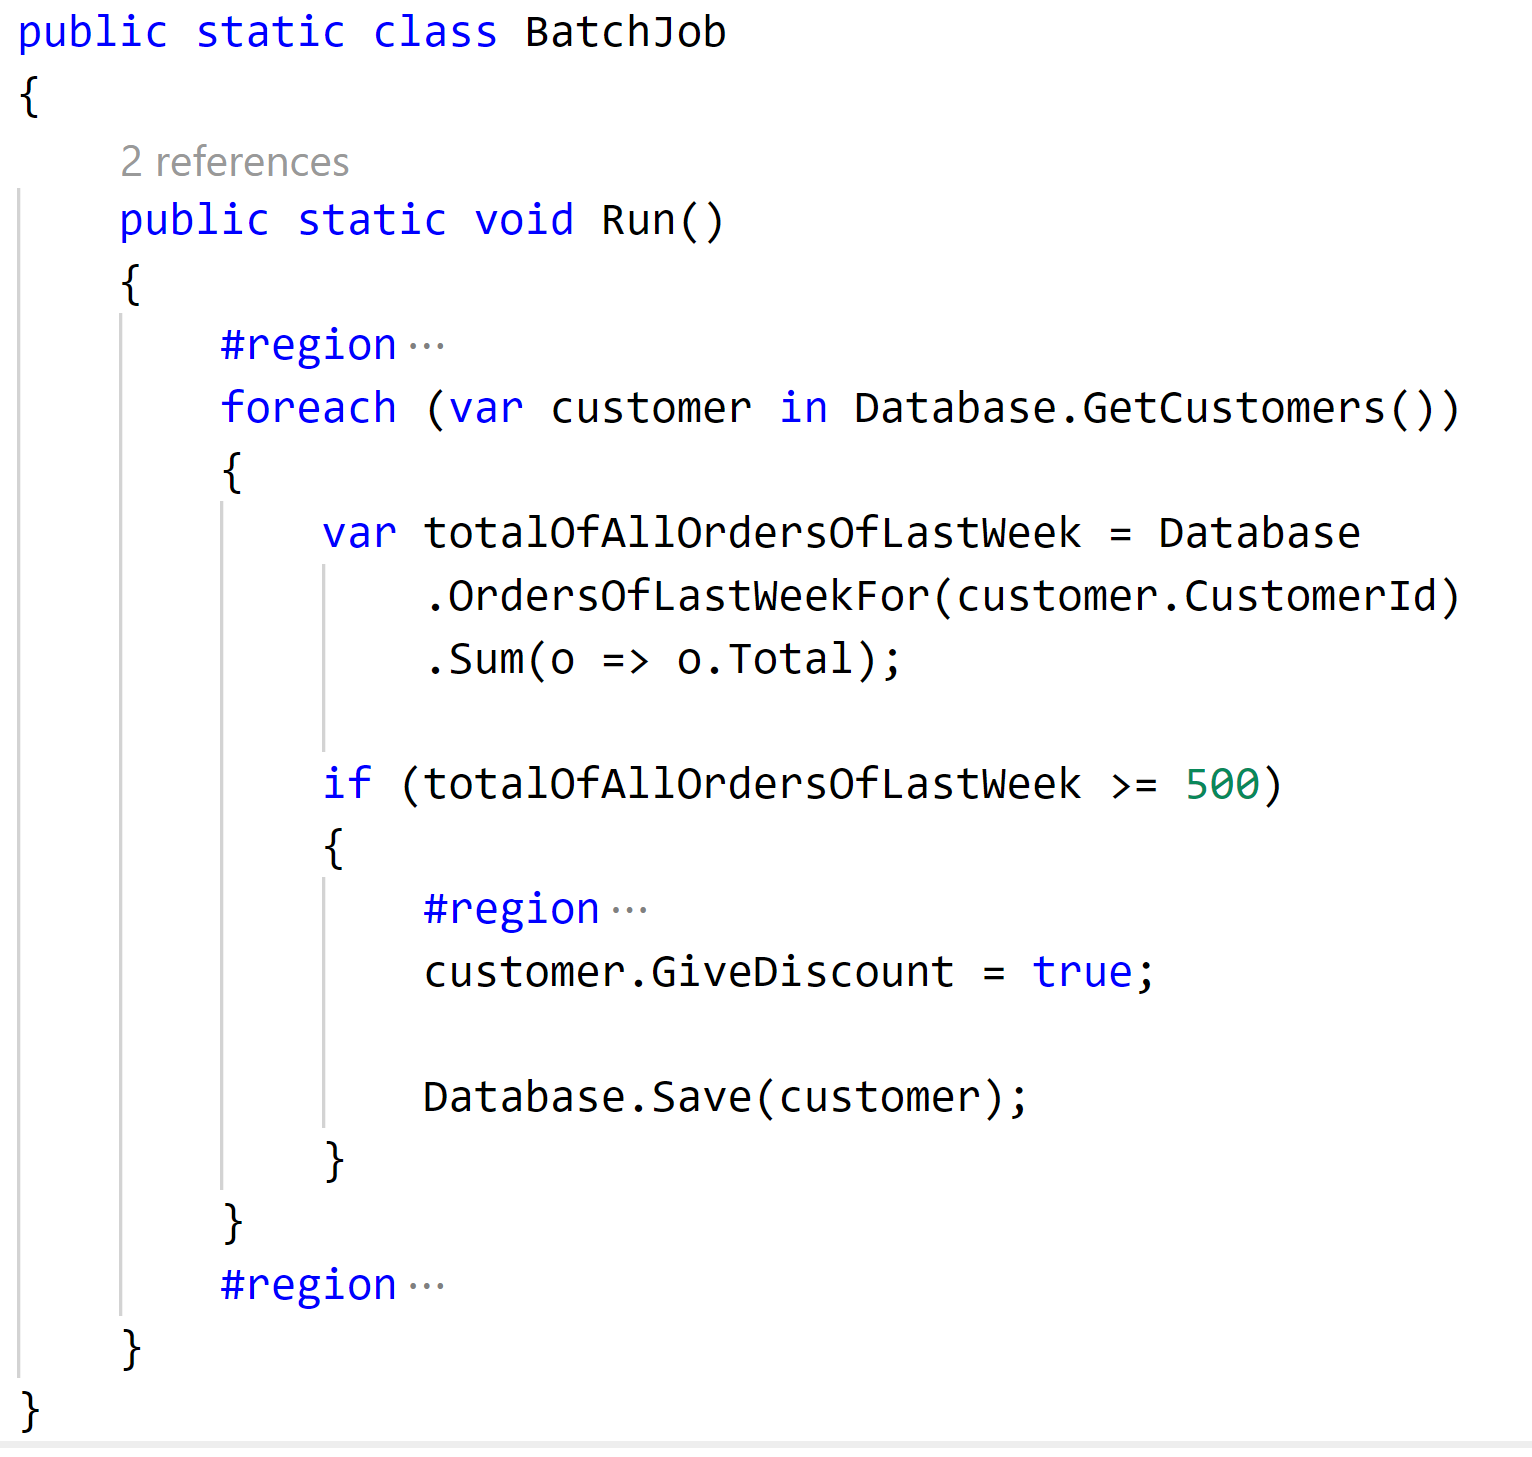 public static class BatchJob
{
2 references
public static void Run()
{
#region ...
foreach (var customer in Database.GetCustomers())
{
var totalOfAllOrdersOfLastWeek = Database
.OrdersOfLastWeekFor(customer.CustomerId)
.Sum(o => o.Total);
if (totalOfAllOrdersOfLastWeek >= 500)
{
#region ...
customer.GiveDiscount = true;
Database.Save(customer);
}
}
#region ...
}
}